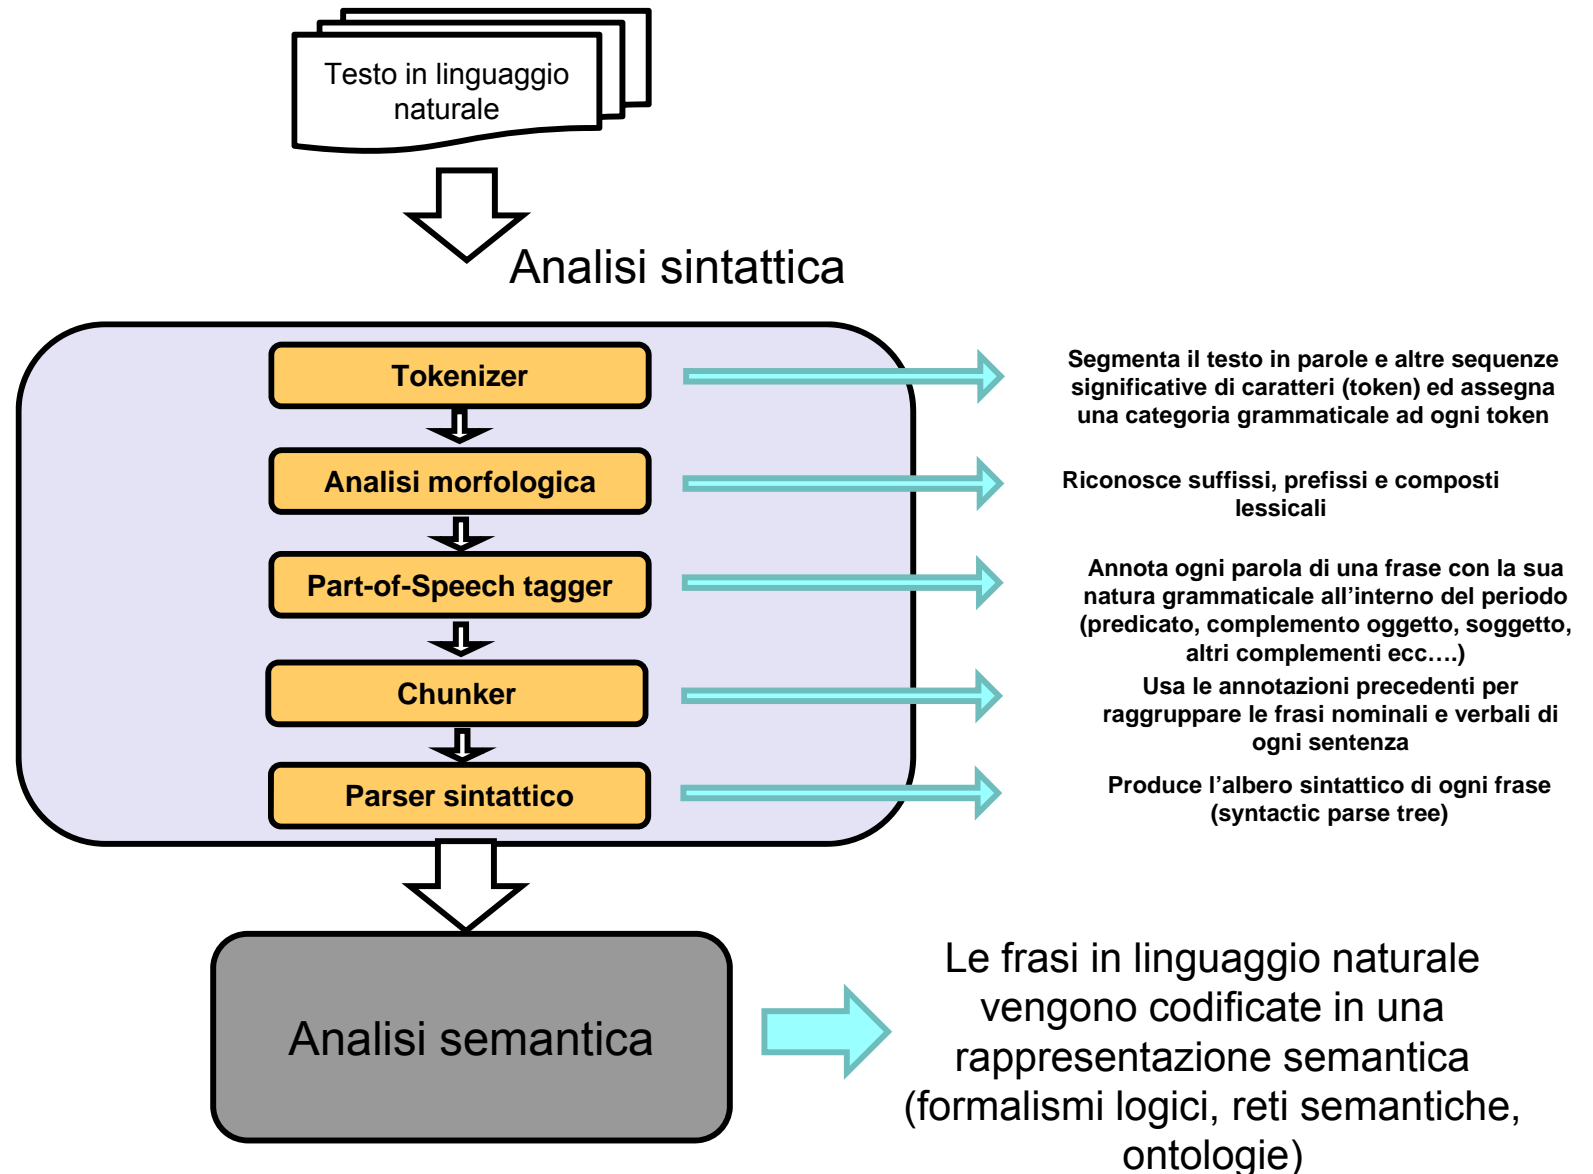 Testo in linguaggio
naturale
Analisi sintattica
Tokenizer
Segmenta il testo in parole e altre sequenze
significative di caratteri (token) ed assegna
una categoria grammaticale ad ogni token
Analisi morfologica
Riconosce suffissi, prefissi e composti
lessicali
Part-of-Speech tagger
Annota ogni parola di una frase con la sua
natura grammaticale all’interno del periodo
(predicato, complemento oggetto, soggetto,
altri complementi ecc….)
Chunker
Usa le annotazioni precedenti per
raggruppare le frasi nominali e verbali di
ogni sentenza
Parser sintattico
Produce l’albero sintattico di ogni frase
(syntactic parse tree)
Analisi semantica
Le frasi in linguaggio naturale
vengono codificate in una
rappresentazione semantica
(formalismi logici, reti semantiche,
ontologie)